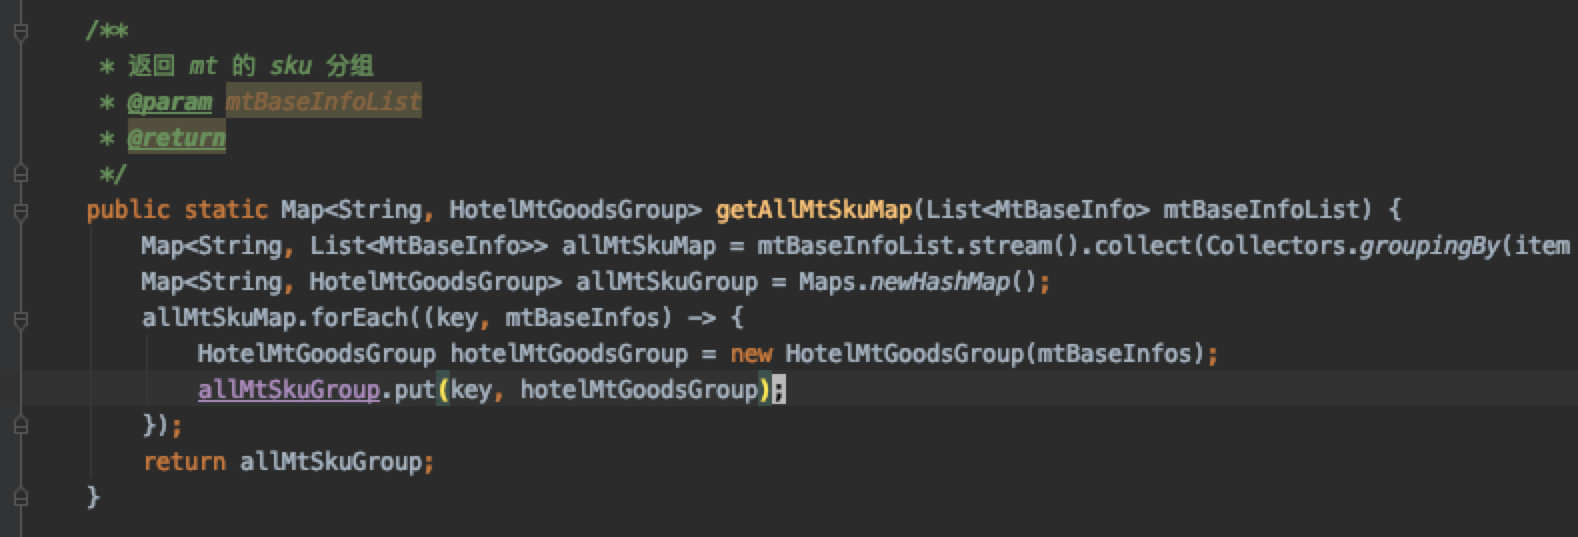 /**
* 返回 mt 的 sku 分组
* @param mtBaseInfoList
* @return
*/
public static Map<String, HotelMtGoodsGroup> getAllMtSkuMap(List<MtBaseInfo> mtBaseInfoList) {
Map<String, List<MtBaseInfo>> allMtSkuMap = mtBaseInfoList.stream().collect(Collectors.groupingBy(item
Map<String, HotelMtGoodsGroup> allMtSkuGroup = Maps.newHashMap();
allMtSkuMap.forEach((key, mtBaseInfos) -> {
HotelMtGoodsGroup hotelMtGoodsGroup = new HotelMtGoodsGroup(mtBaseInfos);
allMtSkuGroup.put(key, hotelMtGoodsGroup);
});
return allMtSkuGroup;
}